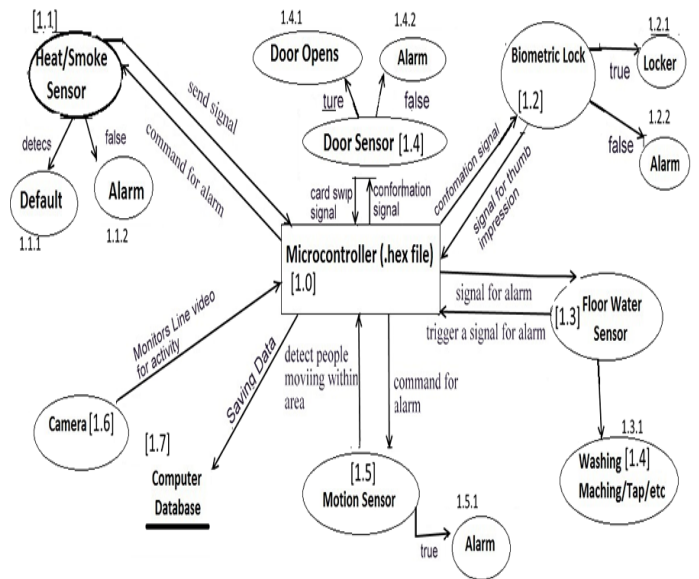 [1.1]
Heat/Smoke
Sensor
detecs
false
Default
1.1.1
Alarm
1.1.2
send signal
command for alarm
1.4.1
Door Opens
1.4.2
Alarm
ture
false
Door Sensor [1.4]
card swip
signal
conformation
signal
1.2.1
Biometric Lock
[1.2]
true
Locker
1.2.2
false
Alarm
confomation signal
signal for thumb
impression
Microcontroller (.hex file)
[1.0]
signal for alarm
trigger a signal for alarm
[1.3]
Floor Water
Sensor
1.3.1
Washing [1.4]
Maching/Tap/etc
Monitors Line video
for activity
Camera [1.6]
Saving Data
[1.7]
Computer
Database
detect people
moviing within
area
command for
alarm
[1.5]
Motion Sensor
1.5.1
true
Alarm